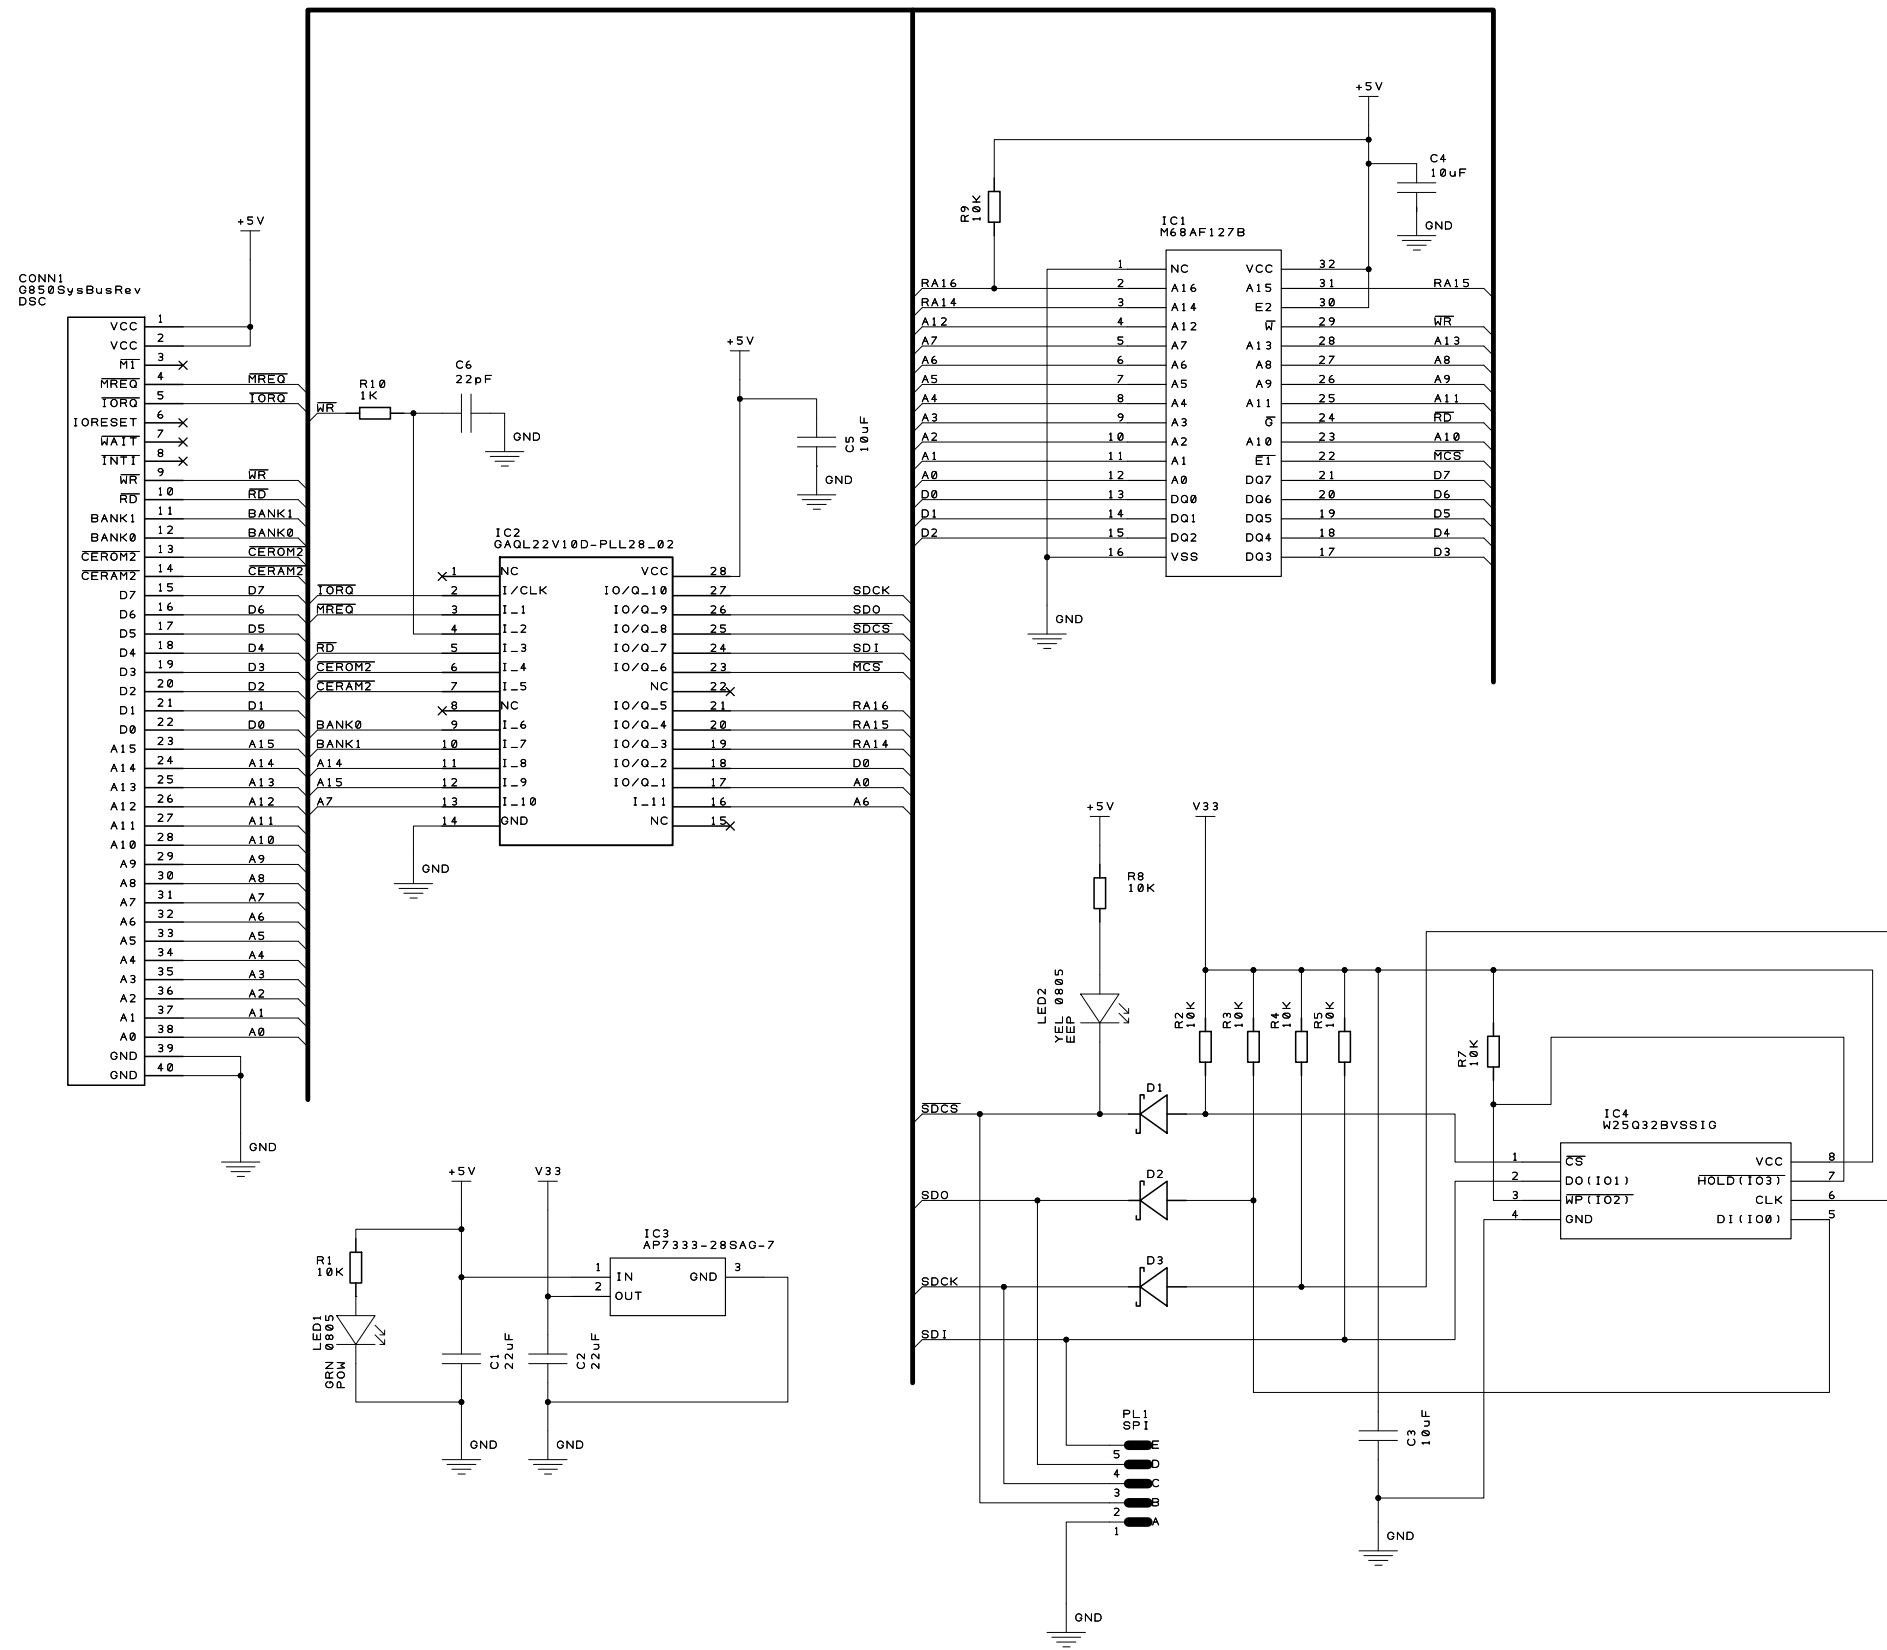 CONN1
G850SysBusRev
DSC
+5V
VCC 1
VCC 2
M1 3
MREQ 4 MREQ
IORQ 5 IORQ
IORESET 6
WAIT 7
INT1 8
WR 9 WR
RD 10 RD
BANK1 11 BANK1
BANK0 12 BANK0
CEROM2 13 CEROM2
CERAM2 14 CERAM2
D7 15 D7
D6 16 D6
D5 17 D5
D4 18 D4
D3 19 D3
D2 20 D2
D1 21 D1
D0 22 D0
A15 23 A15
A14 24 A14
A13 25 A13
A12 26 A12
A11 27 A11
A10 28 A10
A9 29 A9
A8 30 A8
A7 31 A7
A6 32 A6
A5 33 A5
A4 34 A4
A3 35 A3
A2 36 A2
A1 37 A1
A0 38 A0
GND 39
GND 40
GND
WR
R10
1K
C6
22pF
GND
+5V
C5
10uF
GND
IC2
GAQL22V10D-PLL28_02
1 NC VCC 28
IORQ 2 I/CLK IO/Q_10 27 SDCK
MREQ 3 I_1 IO/Q_9 26 SDO
4 I_2 IO/Q_8 25 SDCS
RD 5 I_3 IO/Q_7 24 SDI
CEROM2 6 I_4 IO/Q_6 23 MCS
CERAM2 7 I_5 NC 22
8 NC IO/Q_5 21 RA16
BANK0 9 I_6 IO/Q_4 20 RA15
BANK1 10 I_7 IO/Q_3 19 RA14
A14 11 I_8 IO/Q_2 18 D0
A15 12 I_9 IO/Q_1 17 A0
A7 13 I_10 I_11 16 A6
14 GND NC 15
GND
+5V
C4
10uF
GND
R9
10K
IC1
M68AF127B
1 NC VCC 32
RA16 2 A16 A15 31 RA15
RA14 3 A14 E2 30
A12 4 A12 W 29 WR
A7 5 A7 A13 28 A13
A6 6 A6 A8 27 A8
A5 7 A5 A9 26 A9
A4 8 A4 A11 25 A11
A3 9 A3 G 24 RD
A2 10 A2 A10 23 A10
A1 11 A1 E1 22 MCS
A0 12 A0 DQ7 21 D7
D0 13 DQ0 DQ6 20 D6
D1 14 DQ1 DQ5 19 D5
D2 15 DQ2 DQ4 18 D4
16 VSS DQ3 17 D3
GND
+5V
V33
R8
10K
LED2
YEL 0805
EEP
R2
10K
R3
10K
R4
10K
R5
10K
R7
10K
SDCS
D1
SDO
D2
SDCK
D3
SDI
IC4
W25Q32BVSSIG
1 CS VCC 8
2 DO(IO1) HOLD(IO3) 7
3 WP(IO2) CLK 6
4 GND DI(IO0) 5
C3
10uF
GND
PL1
SPI
E
5
D
4
C
3
B
2
A
1
GND
+5V
V33
R1
10K
LED1
GRN 0805
POW
IC3
AP7333-28SAG-7
1 IN GND 3
2 OUT
C1
22uF
C2
22uF
GND
GND